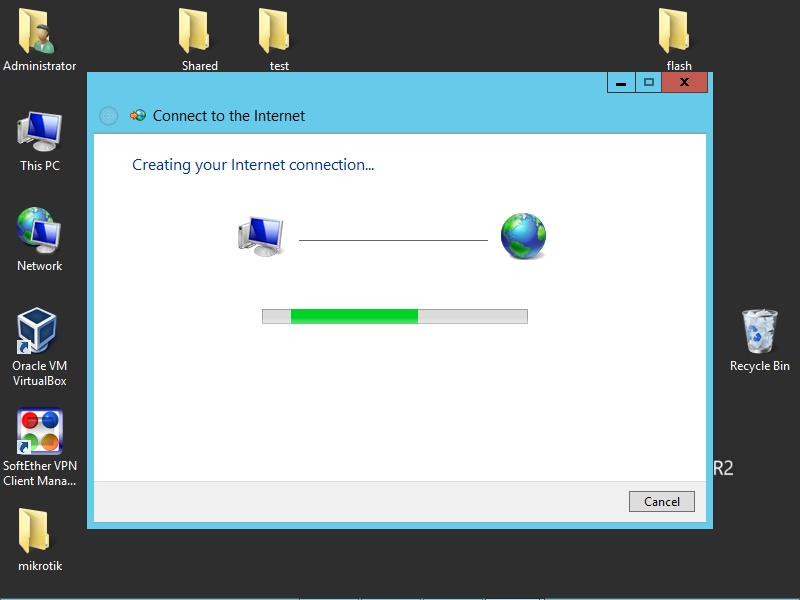 Administrator
Shared
test
flash
Connect to the Internet
Creating your Internet connection...
This PC
Network
Oracle VM
VirtualBox
Recycle Bin
SoftEther VPN
Client Mana...
R2
Cancel
mikrotik